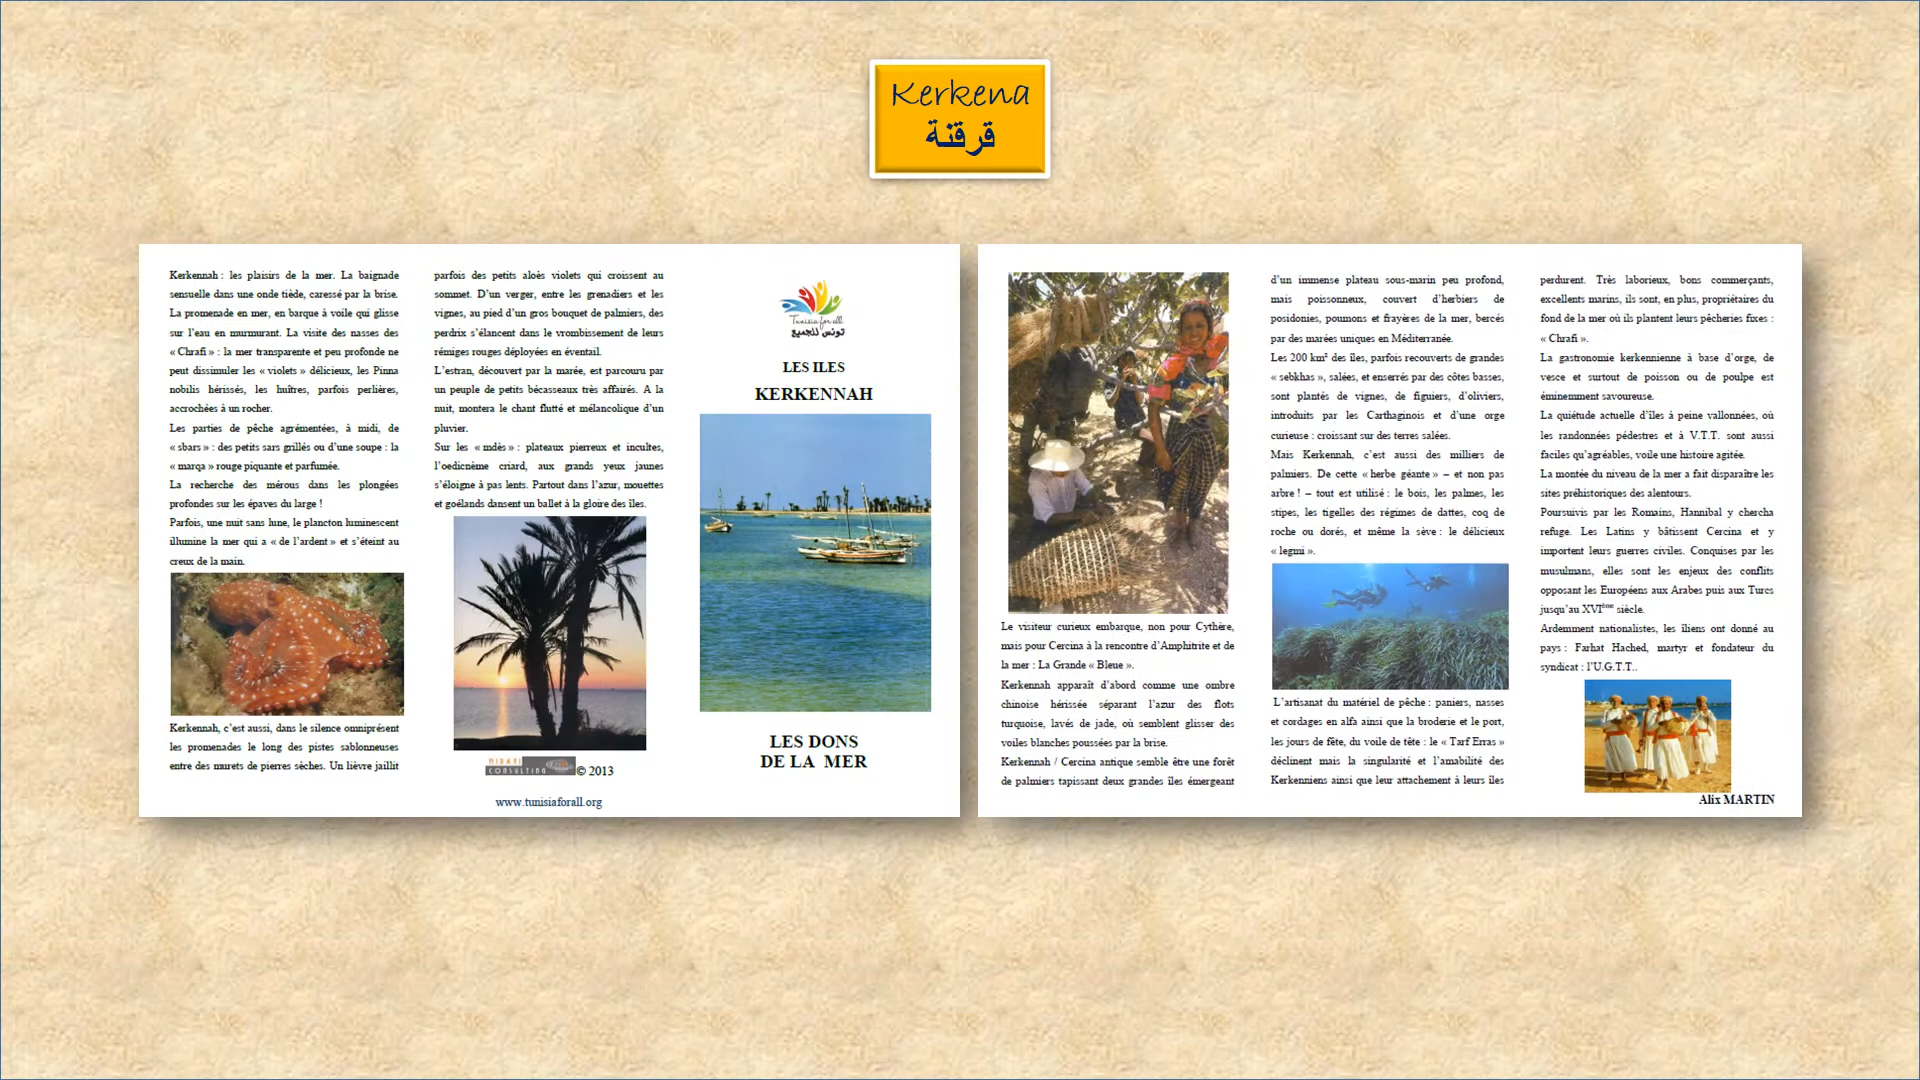 Kerkena
قرقنة
Kerkennah : les plaisirs de la mer. La baignade
sensuelle dans une onde tiède, caressé par la brise.
La promenade en mer, en barque à voile qui glisse
sur l’eau en murmurant. La visite des nasses des
« Chrafi » : la mer transparente et peu profonde ne
peut dissimuler les « violets » délicieux, les Pinna
nobilis hérissés, les huîtres, parfois perlières,
accrochées à un rocher.
Les parties de pêche agrémentées, à midi, de
« sbars » : des petits sars grillés ou d’une soupe : la
« marqa » rouge piquante et parfumée.
La recherche des mérous dans les plongées
profondes sur les épaves du large !
Parfois, une nuit sans lune, le plancton luminescent
illumine la mer qui a « de l’ardent » et s’éteint au
creux de la main.
Kerkennah, c’est aussi, dans le silence omniprésent
les promenades le long des pistes sablonneuses
entre des murets de pierres sèches. Un lièvre jaillit
parfois des petits aloès violets qui croissent au
sommet. D’un verger, entre les grenadiers et les
vignes, au pied d’un gros bouquet de palmiers, des
perdrix s’élancent dans le vrombissement de leurs
rémiges rouges déployées en éventail.
L’estran, découvert par la marée, est parcouru par
un peuple de petits bécasseaux très affairés. A la
nuit, montera le chant flutté et mélancolique d’un
pluvier.
Sur les « mdès » : plateaux pierreux et incultes,
l’oedicnème criard, aux grands yeux jaunes
s’éloigne à pas lents. Partout dans l’azur, mouettes
et goélands dansent un ballet à la gloire des îles.
CONSULTING © 2013
www.tunisiaforall.org
Tunisia for all
تونس للجميع
LES ILES
KERKENNAH
LES DONS
DE LA MER
Le visiteur curieux embarque, non pour Cythère,
mais pour Cercina à la rencontre d’Amphitrite et de
la mer : La Grande « Bleue ».
Kerkennah apparaît d’abord comme une ombre
chinoise hérissée séparant l’azur des flots
turquoise, lavés de jade, où semblent glisser des
voiles blanches poussées par la brise.
Kerkennah / Cercina antique semble être une forêt
de palmiers tapissant deux grandes îles émergeant
d’un immense plateau sous-marin peu profond,
mais poissonneux, couvert d’herbiers de
posidonies, poumons et frayères de la mer, bercés
par des marées uniques en Méditerranée.
Les 200 km² des îles, parfois recouverts de grandes
« sebkhas », salées, et enserrés par des côtes basses,
sont plantés de vignes, de figuiers, d’oliviers,
introduits par les Carthaginois et d’une orge
curieuse : croissant sur des terres salées.
Mais Kerkennah, c’est aussi des milliers de
palmiers. De cette « herbe géante » – et non pas
arbre ! – tout est utilisé : le bois, les palmes, les
stipes, les tigelles des régimes de dattes, coq de
roche ou dorés, et même la sève : le délicieux
« legmi ».
L’artisanat du matériel de pêche : paniers, nasses
et cordages en alfa ainsi que la broderie et le port,
les jours de fête, du voile de tête : le « Tarf Erras »
déclinent mais la singularité et l’amabilité des
Kerkenniens ainsi que leur attachement à leurs îles
perdurent. Très laborieux, bons commerçants,
excellents marins, ils sont, en plus, propriétaires du
fond de la mer où ils plantent leurs pêcheries fixes :
« Chrafi ».
La gastronomie kerkennienne à base d’orge, de
vesce et surtout de poisson ou de poulpe est
éminemment savoureuse.
La quiétude actuelle d’îles à peine vallonnées, où
les randonnées pédestres et à V.T.T. sont aussi
faciles qu’agréables, voile une histoire agitée.
La montée du niveau de la mer a fait disparaître les
sites préhistoriques des alentours.
Poursuivis par les Romains, Hannibal y chercha
refuge. Les Latins y bâtissent Cercina et y
importent leurs guerres civiles. Conquises par les
musulmans, elles sont les enjeux des conflits
opposant les Européens aux Arabes puis aux Turcs
jusqu’au XVIème siècle.
Ardemment nationalistes, les îliens ont donné au
pays : Farhat Hached, martyr et fondateur du
syndicat : l’U.G.T.T..
Alix MARTIN